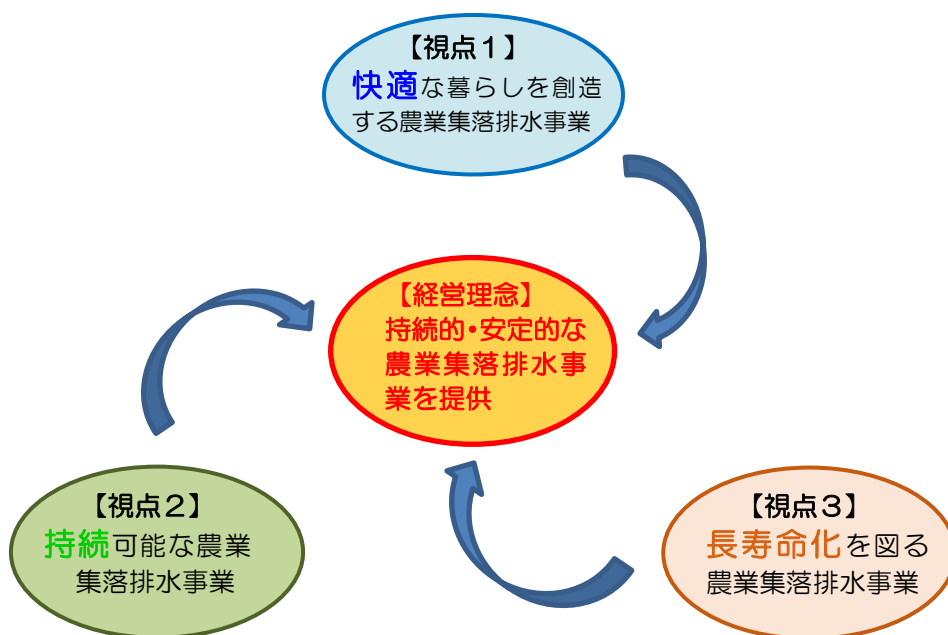 【視点１】
快適な暮らしを創造
する農業集落排水事業
【経営理念】
持続的・安定的な
農業集落排水事
業を提供
【視点２】
持続可能な農業
集落排水事業
【視点３】
長寿命化を図る
農業集落排水事業